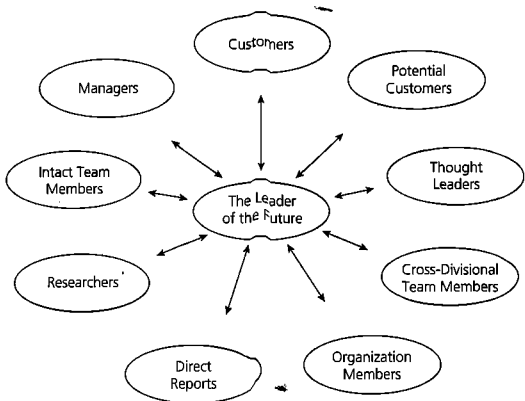 Customers
Potential
Customers
Managers
Thought
Leaders
Intact Team
Members
The Leader
of the Future
Cross-Divisional
Team Members
Researchers
Organization
Members
Direct
Reports